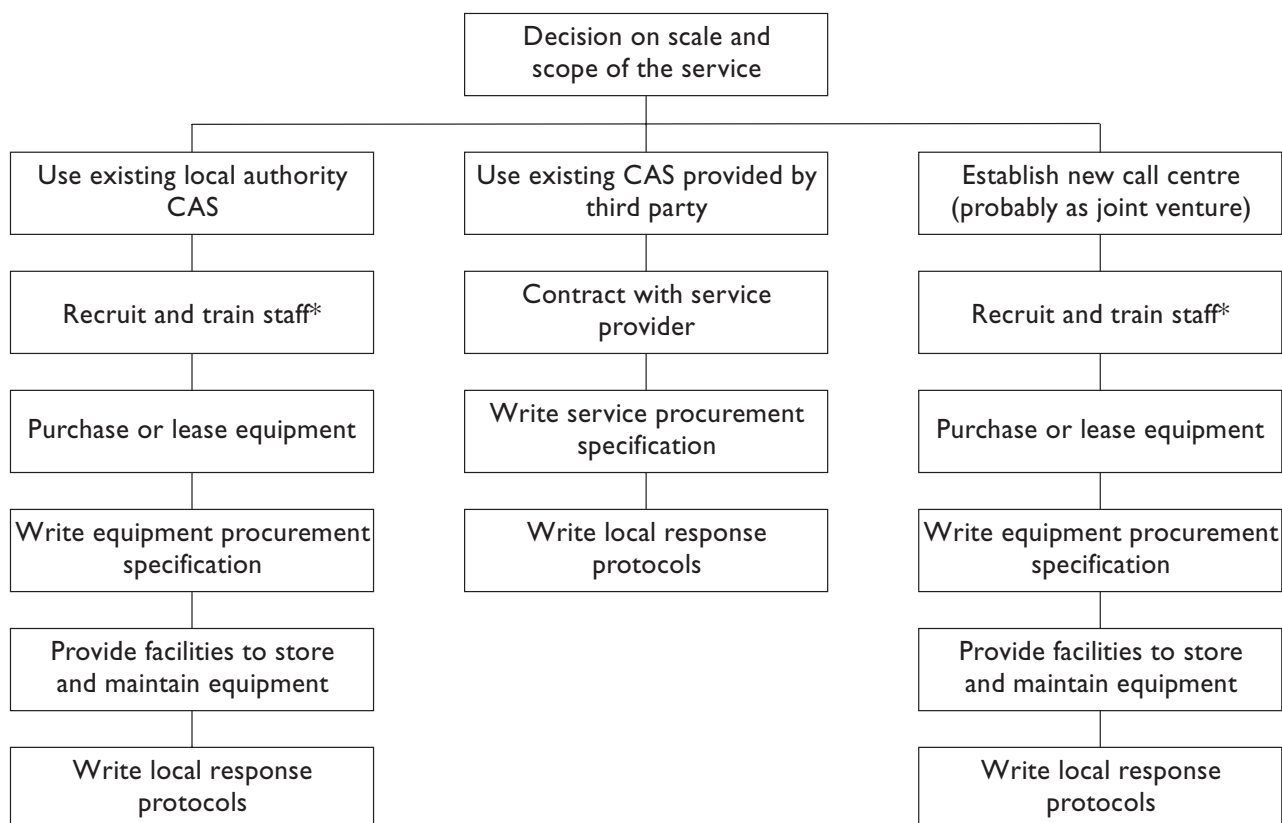 Decision on scale and
scope of the service
Use existing local authority
CAS
Use existing CAS provided by
third party
Establish new call centre
(probably as joint venture)
Recruit and train staff*
Contract with service
provider
Recruit and train staff*
Purchase or lease equipment
Write service procurement
specification
Purchase or lease equipment
Write equipment procurement
specification
Write local response
protocols
Write equipment procurement
specification
Provide facilities to store
and maintain equipment
Provide facilities to store
and maintain equipment
Write local response
protocols
Write local response
protocols